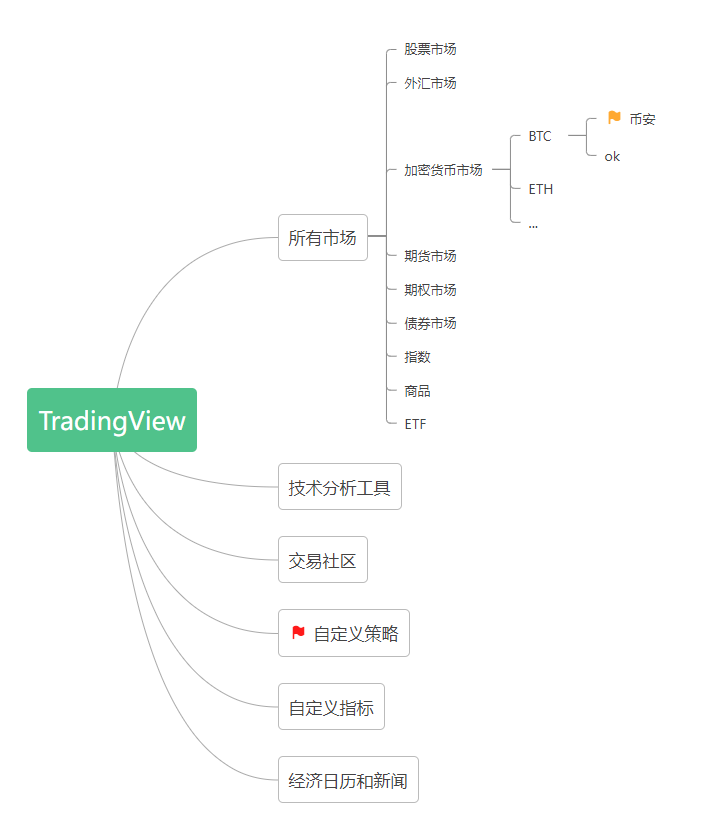 TradingView
所有市场
股票市场
外汇市场
加密货币市场
BTC
币安
ok
ETH
...
期货市场
期权市场
债券市场
指数
商品
ETF
技术分析工具
交易社区
自定义策略
自定义指标
经济日历和新闻